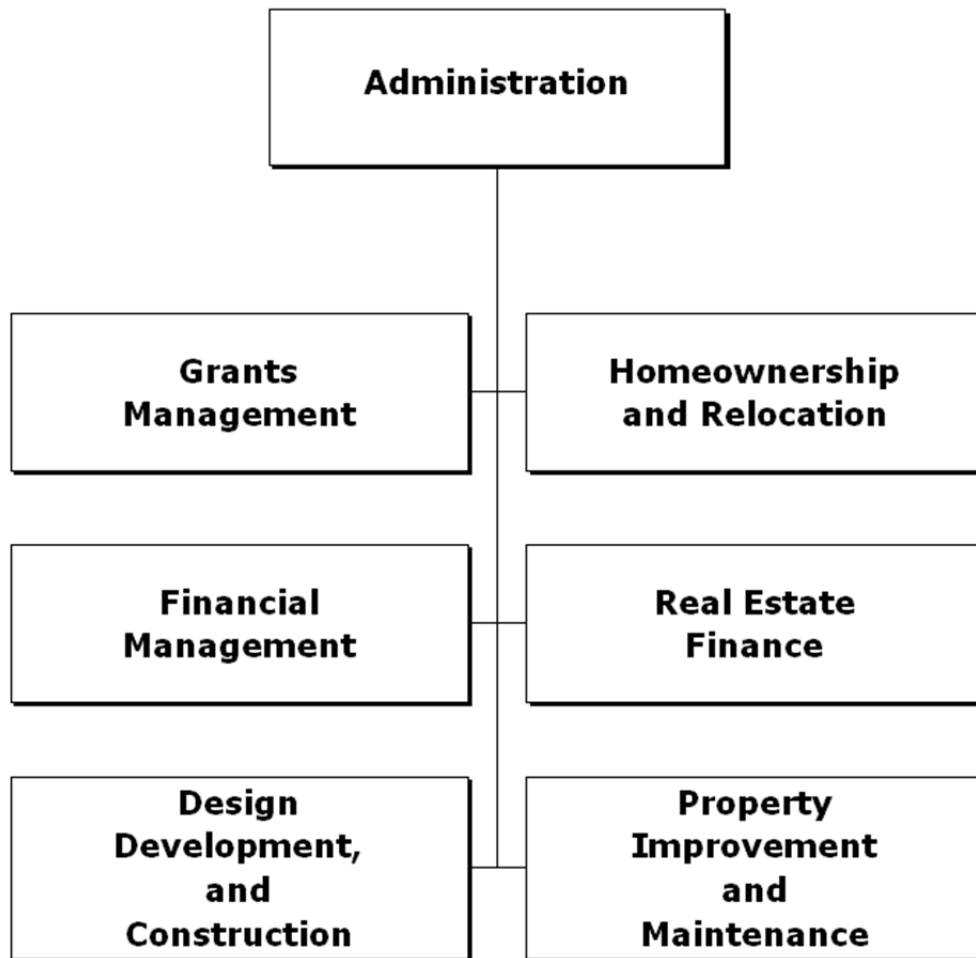 Administration
Grants
Management
Homeownership
and Relocation
Financial
Management
Real Estate
Finance
Design
Development,
and
Construction
Property
Improvement
and
Maintenance